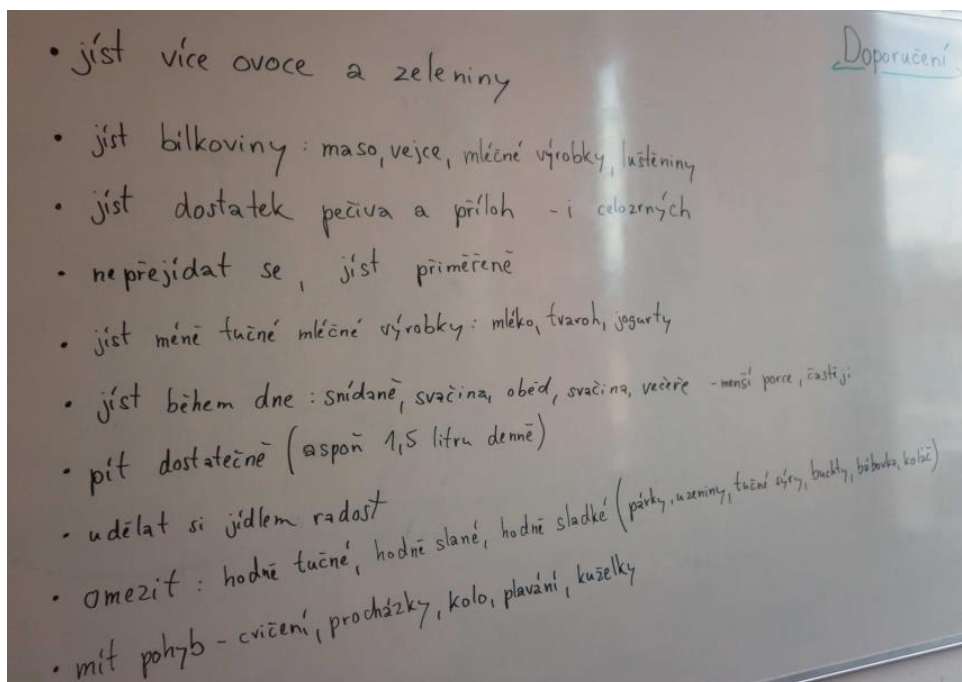 Doporučení
• jíst více ovoce a zeleniny
• jíst bílkoviny : maso, vejce, mléčné výrobky, luštěniny
• jíst dostatek pečiva a příloh - i celozrných
• nepřejídat se, jíst přiměřeně
• jíst méně tučné mléčné výrobky : mléko, tvaroh, jogurty
• jíst během dne : snídaně, svačina, oběd, svačina, večeře - menší porce, častěji
• pít dostatečně (aspoň 1,5 litru denně)
• udělat si jídlem radost
• omezit : hodně tučné, hodně slané, hodně sladké (párky, uzeniny, tučné sýry, buchty, bábovka, koláč)
• mít pohyb - cvičení, procházky, kolo, plavání, kuželky